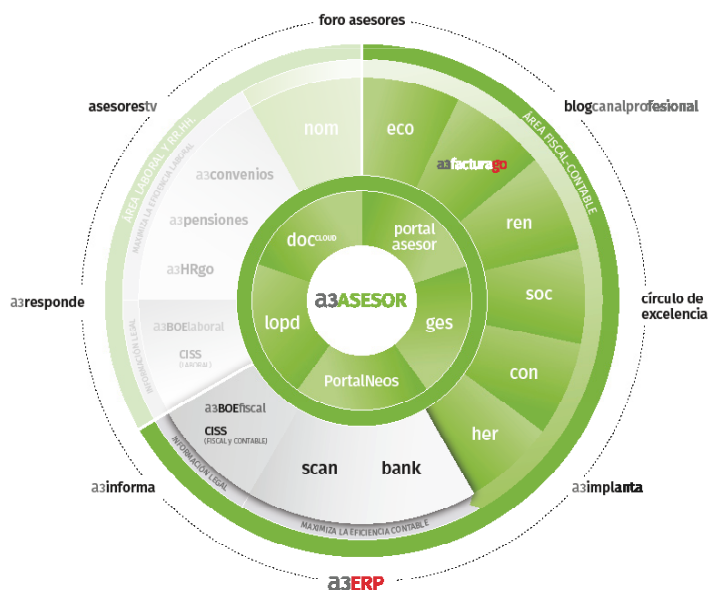 foro asesores
asesorestv
blogcanalprofesional
ÁREA LABORAL Y RR.HH.
MAXIMIZA LA EFICIENCIA LABORAL
ÁREA FISCAL-CONTABLE
nom
eco
a3facturago
a3convenios
a3pensiones
a3HRgo
ren
docCLOUD
portal
asesor
a3responde
a3ASESOR
soc
círculo de
excelencia
lopd
ges
a3BOElaboral
CISS
(LABORAL)
INFORMACIÓN LEGAL
PortalNeos
con
a3BOEfiscal
CISS
(FISCAL y CONTABLE)
INFORMACIÓN LEGAL
her
scan
bank
a3informa
a3implanta
MAXIMIZA LA EFICIENCIA CONTABLE
a3ERP